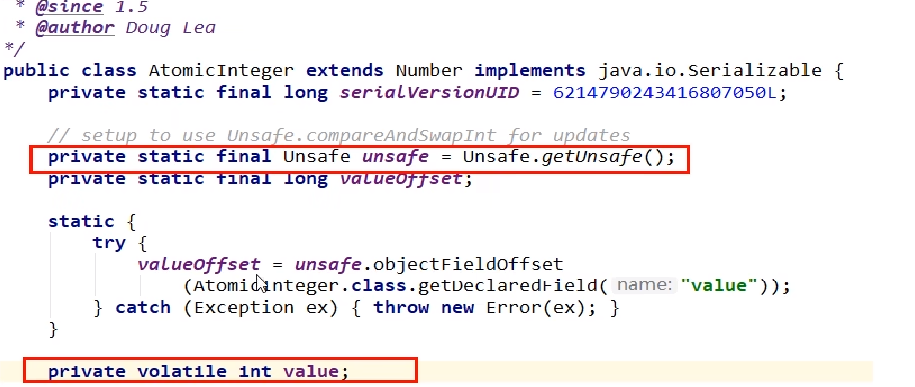 * @since 1.5
* @author Doug Lea
*/
public class AtomicInteger extends Number implements java.io.Serializable {
private static final long serialVersionUID = 6214790243416807050L;
// setup to use Unsafe.compareAndSwapInt for updates
private static final Unsafe unsafe = Unsafe.getUnsafe();
private static final long valueOffset;
static {
try {
valueOffset = unsafe.objectFieldOffset
(AtomicInteger.class.getDeclaredField( name: "value"));
} catch (Exception ex) { throw new Error(ex); }
}
private volatile int value;